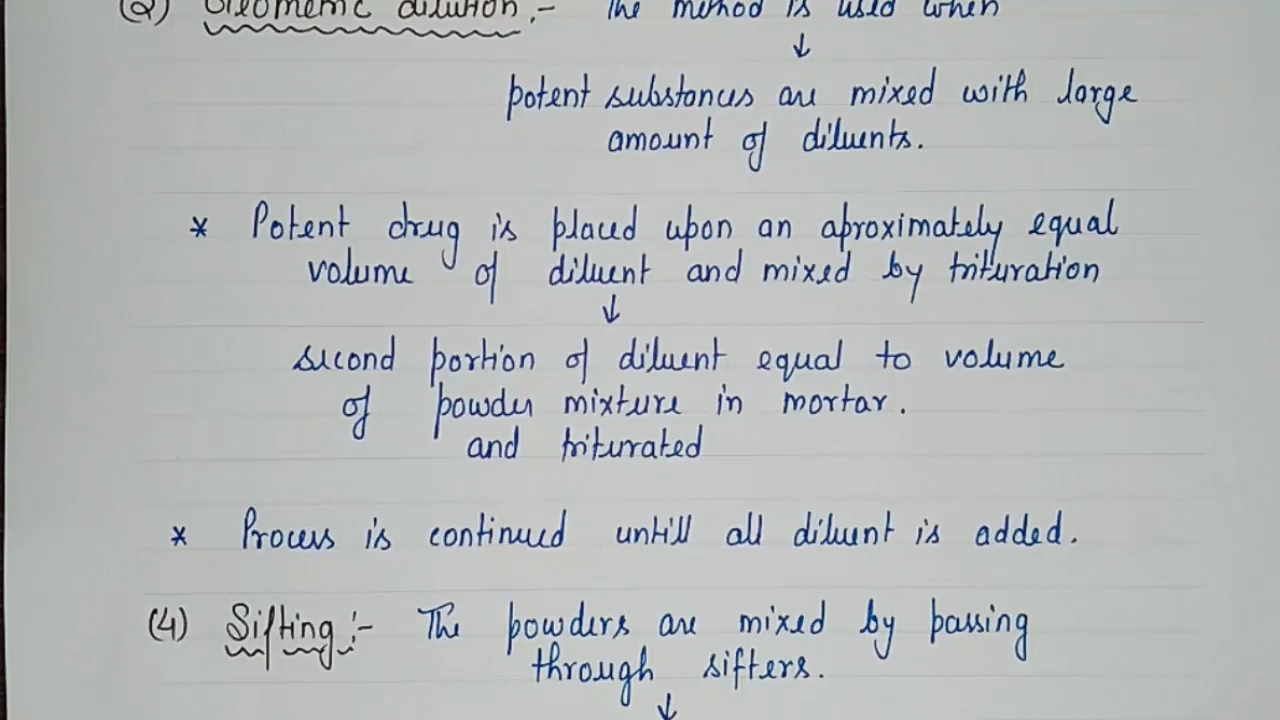 (2) Geometric dilution :- The method is used when
↓
potent substances are mixed with large
amount of diluents.
* Potent drug is placed upon an aproximately equal
volume of diluent and mixed by trituration
↓
second portion of diluent equal to volume
of powder mixture in mortar.
and triturated
* Process is continued untill all diluent is added.
(4) Sifting :- The powders are mixed by passing
through sifters.
↓